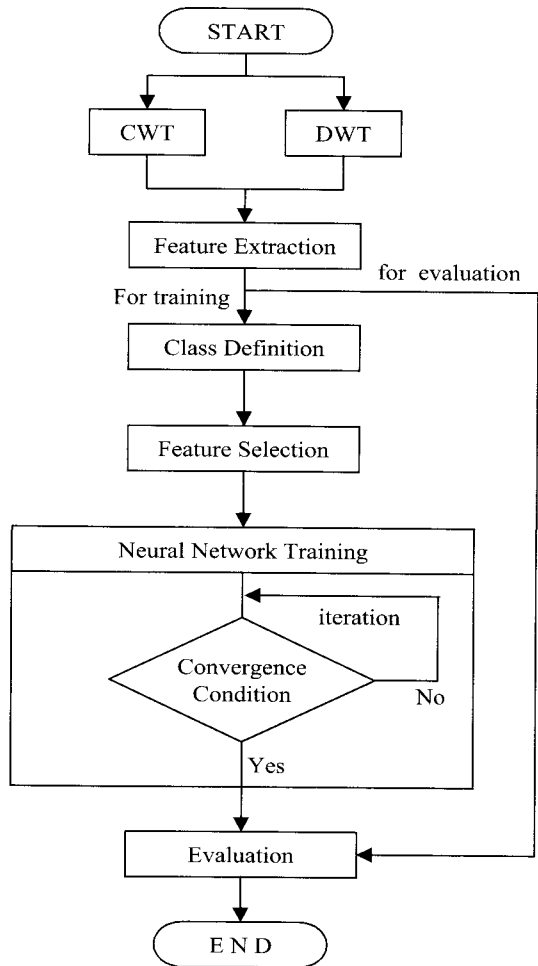 START
CWT
DWT
Feature Extraction
for evaluation
For training
Class Definition
Feature Selection
Neural Network Training
iteration
Convergence
Condition
No
Yes
Evaluation
E N D